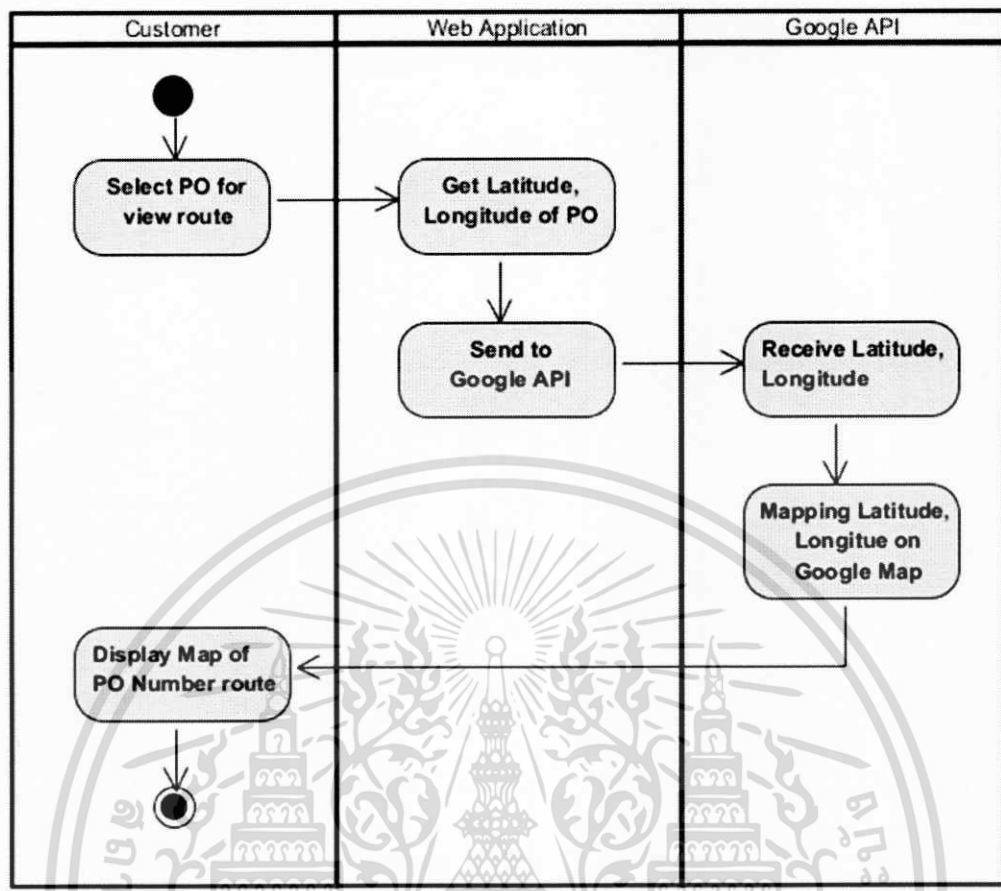 Customer
Web Application
Google API
Select PO for
view route
Get Latitude,
Longitude of PO
Send to
Google API
Receive Latitude,
Longitude
Mapping Latitude,
Longitue on
Google Map
Display Map of
PO Number route